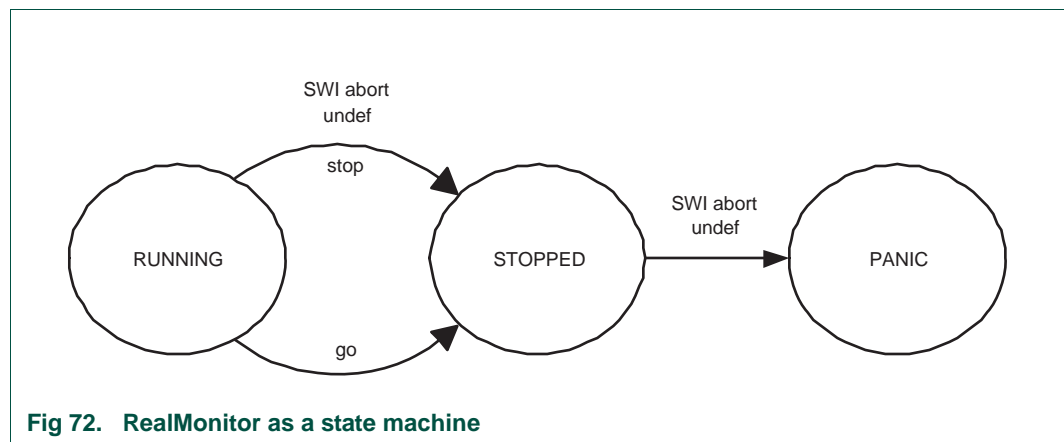 SWI abort
undef
stop
SWI abort
undef
RUNNING
STOPPED
PANIC
go
Fig 72. RealMonitor as a state machine